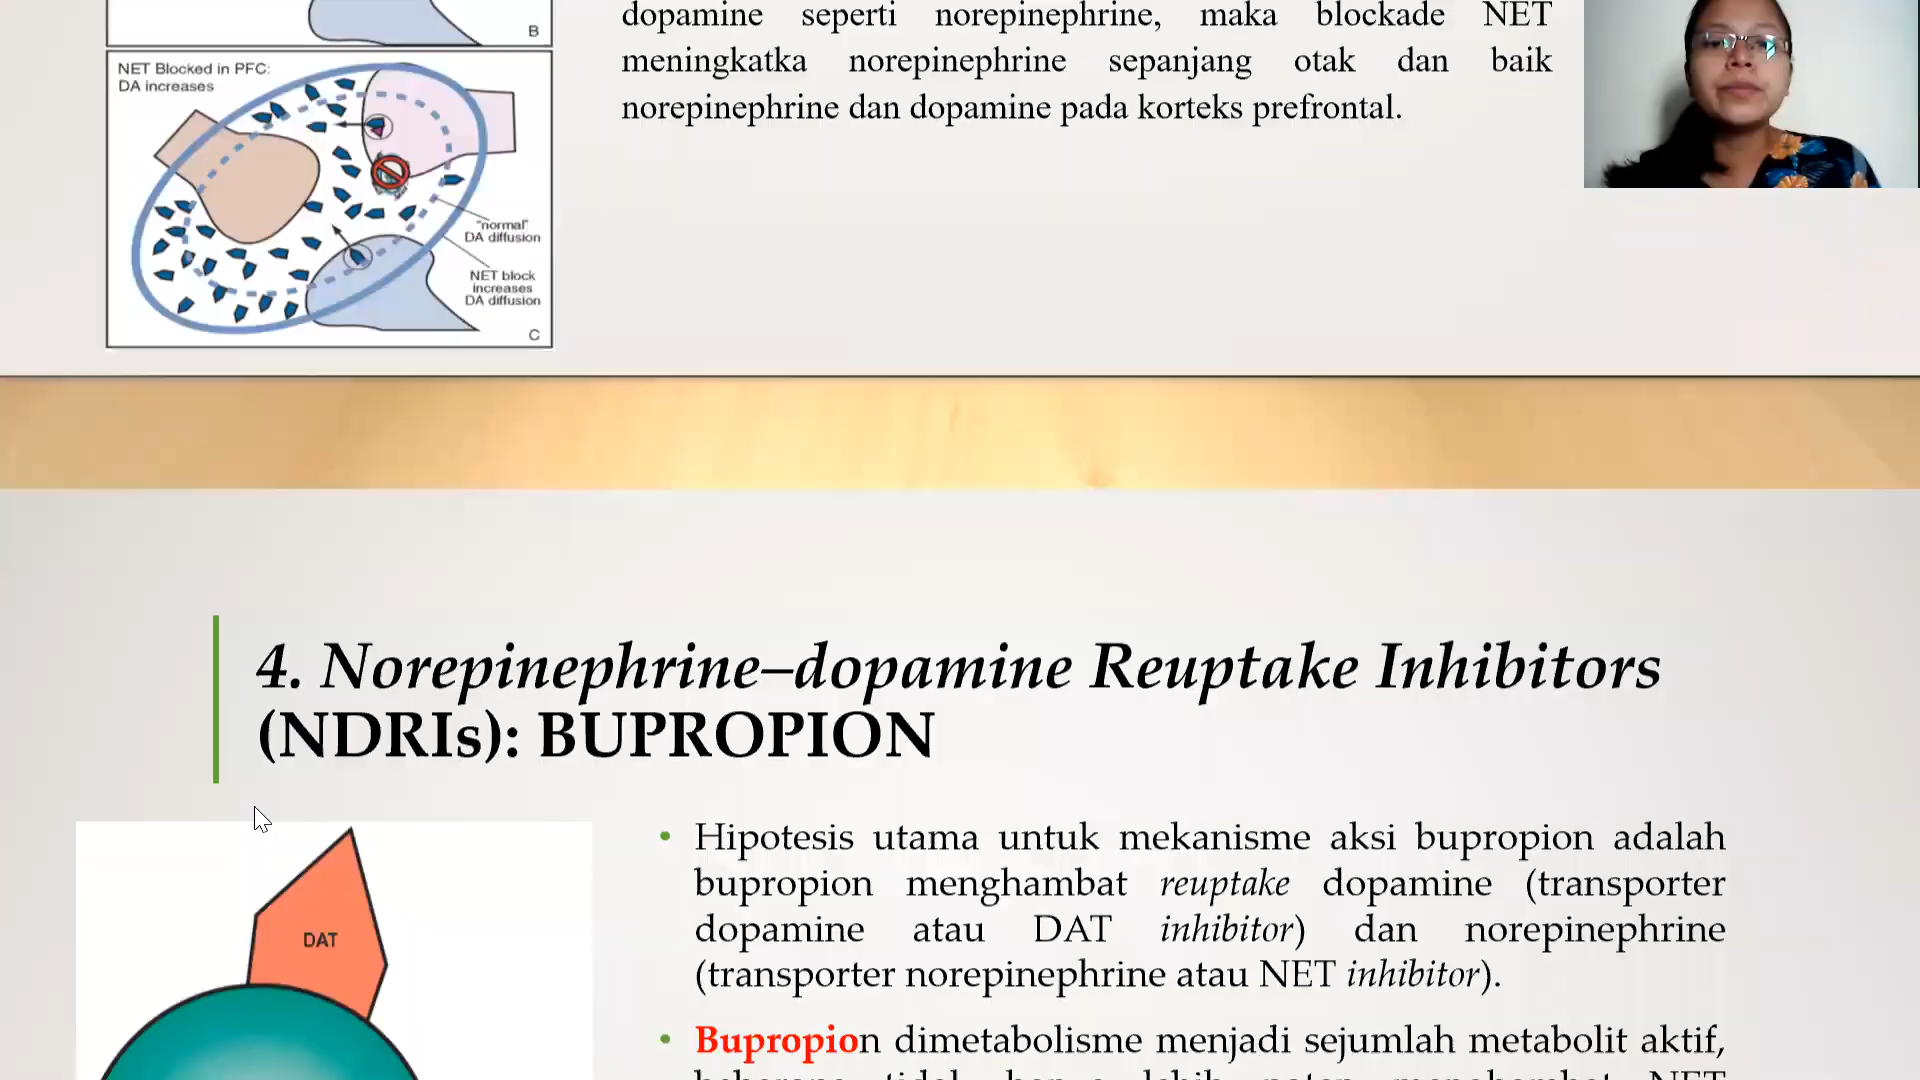 dopamine seperti norepinephrine, maka blockade NET
meningkatka norepinephrine sepanjang otak dan baik
norepinephrine dan dopamine pada korteks prefrontal.
B
NET Blocked in PFC:
DA increases
"normal"
DA diffusion
NET block
increases
DA diffusion
C
4. Norepinephrine–dopamine Reuptake Inhibitors
(NDRIs): BUPROPION
DAT
• Hipotesis utama untuk mekanisme aksi bupropion adalah
bupropion menghambat reuptake dopamine (transporter
dopamine atau DAT inhibitor) dan norepinephrine
(transporter norepinephrine atau NET inhibitor).
• Bupropion dimetabolisme menjadi sejumlah metabolit aktif,